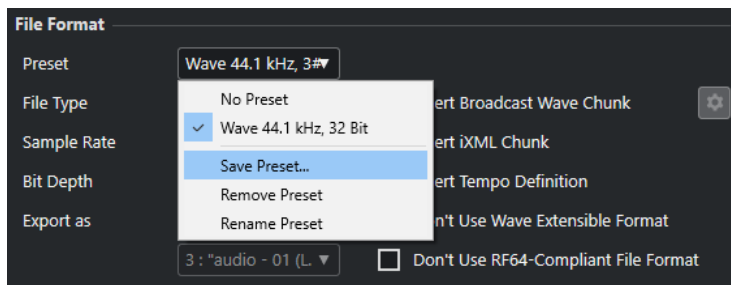 File Format
Preset
Wave 44.1 kHz, 3
File Type
No Preset
ert Broadcast Wave Chunk
Wave 44.1 kHz, 32 Bit
Sample Rate
ert iXML Chunk
Save Preset...
Bit Depth
ert Tempo Definition
Remove Preset
Export as
Rename Preset
n't Use Wave Extensible Format
3 : "audio - 01 (L.
Don't Use RF64-Compliant File Format